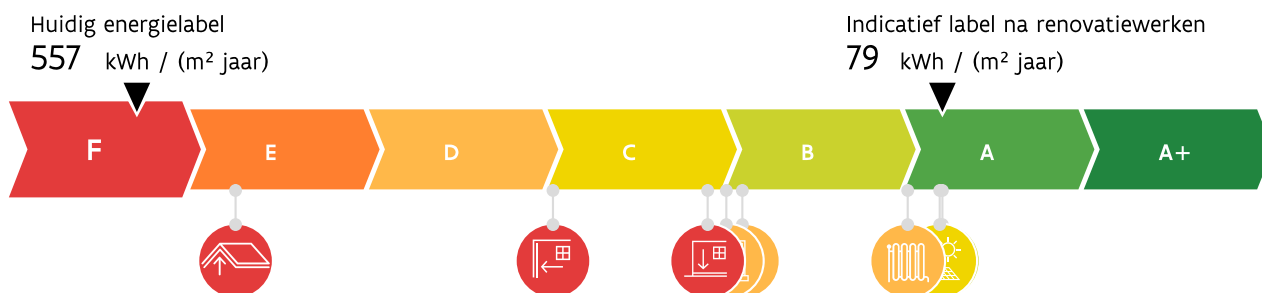 Huidig energielabel
557 kWh / (m² jaar)
Indicatief label na renovatiewerken
79 kWh / (m² jaar)
F E D C B A A+